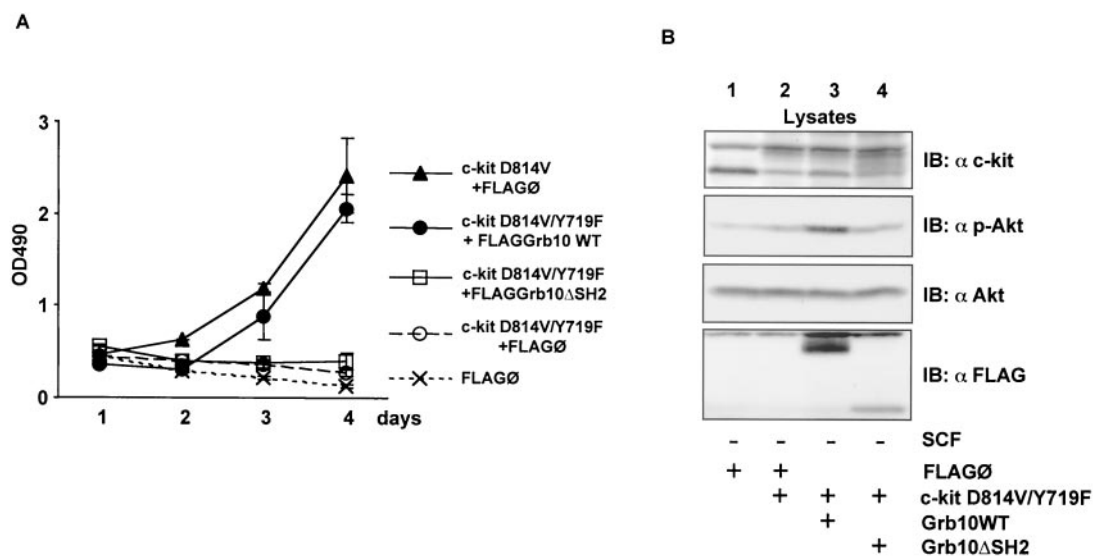 A
3
2
1
0
OD490
1 2 3 4 days
c-kit D814V
+FLAGØ
c-kit D814V/Y719F
+ FLAGGrb10 WT
c-kit D814V/Y719F
+FLAGGrb10ΔSH2
c-kit D814V/Y719F
+FLAGØ
FLAGØ
B
1 2 3 4
Lysates
IB: α c-kit
IB: α p-Akt
IB: α Akt
IB: α FLAG
- - - - SCF
+ + FLAGØ
+ + + c-kit D814V/Y719F
+ Grb10WT
+ Grb10ΔSH2